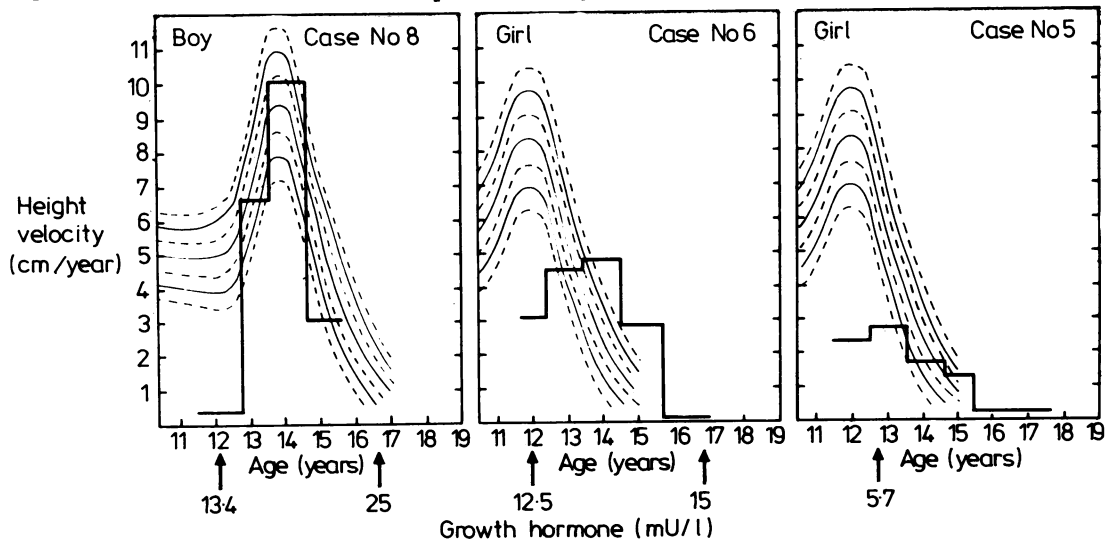 Boy Case No 8
Girl Case No 6
Girl Case No 5
Height
velocity
(cm/year)
11
10
9
8
7
6
5
4
3
2
1
11 12 13 14 15 16 17 18 19
11 12 13 14 15 16 17 18 19
11 12 13 14 15 16 17 18 19
Age (years)
Age (years)
Age (years)
13·4 25
12·5 15
5·7
Growth hormone (mU/l)